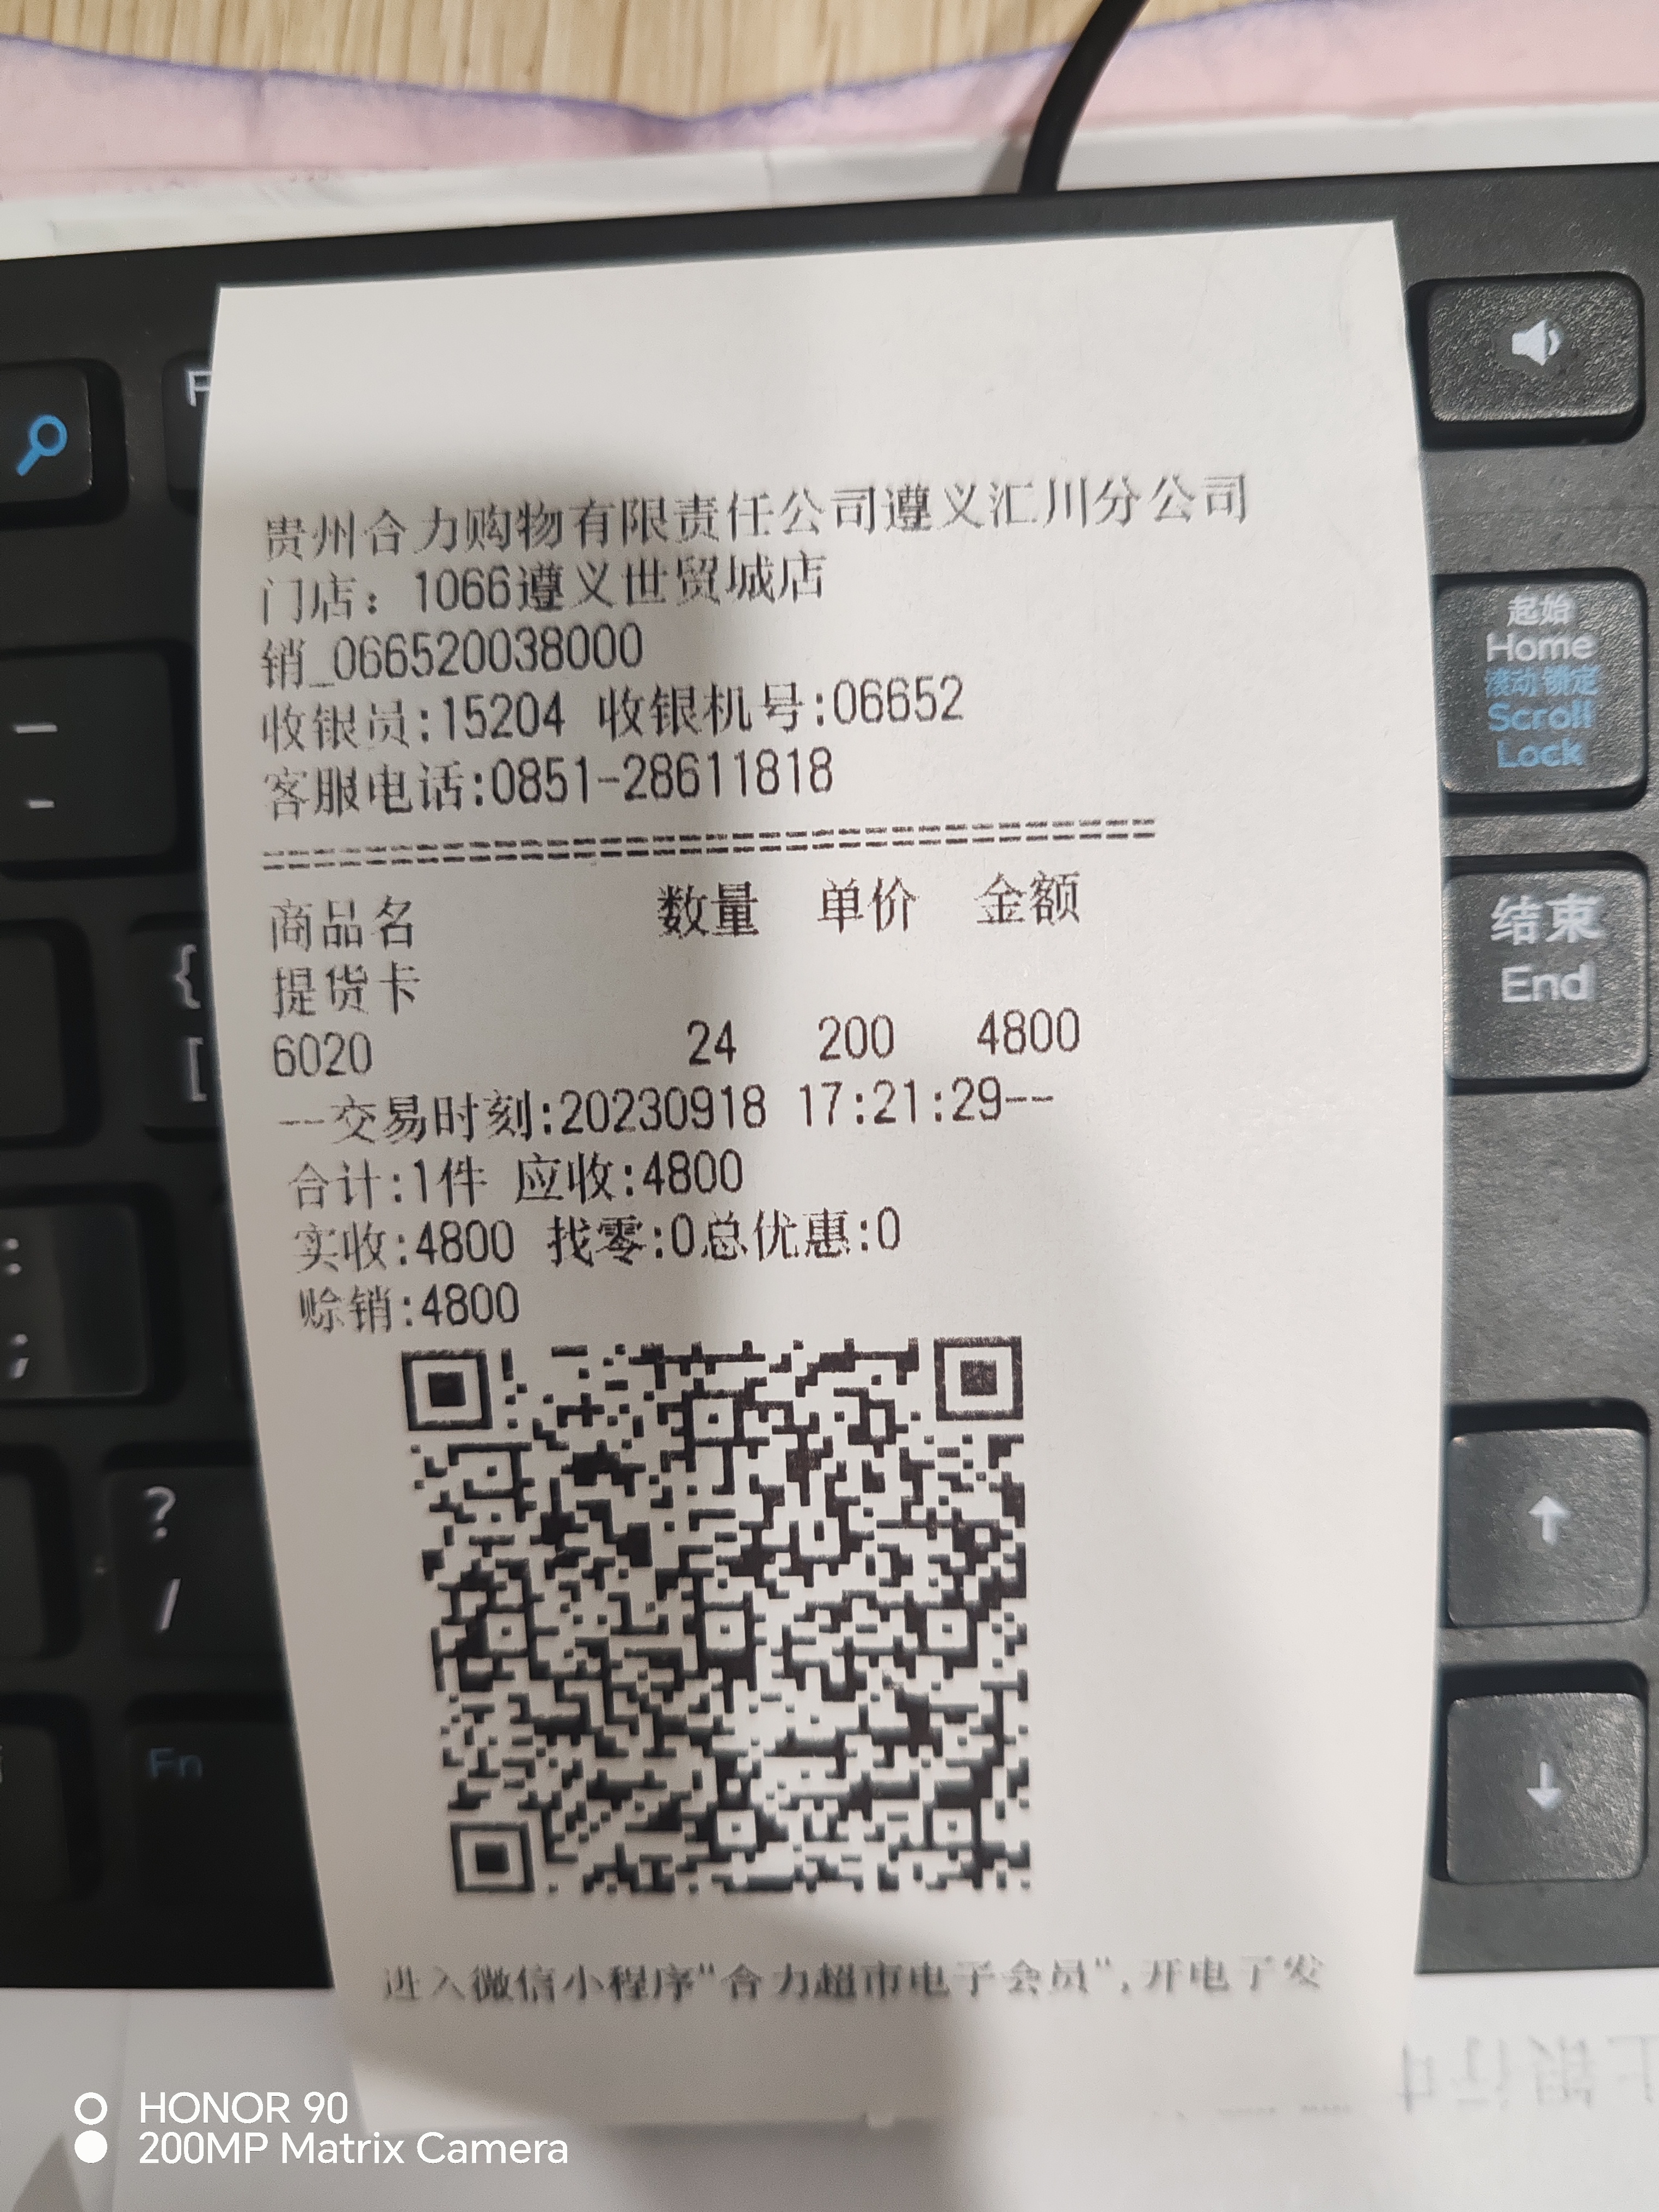 贵州合力购物有限责任公司遵义汇川分公司
门店：1066遵义世贸城店
销_066520038000
收银员:15204 收银机号:06652
客服电话:0851-28611818
商品名 数量 单价 金额
提货卡
6020 24 200 4800
--交易时刻:20230918 17:21:29--
合计:1件 应收:4800
实收:4800 找零:0总优惠:0
赊销:4800
进入微信小程序"合力超市电子会员",开电子发
起始
Home
滚动锁定
Scroll
Lock
结束
End
?
/
Fn
HONOR 90
200MP Matrix Camera